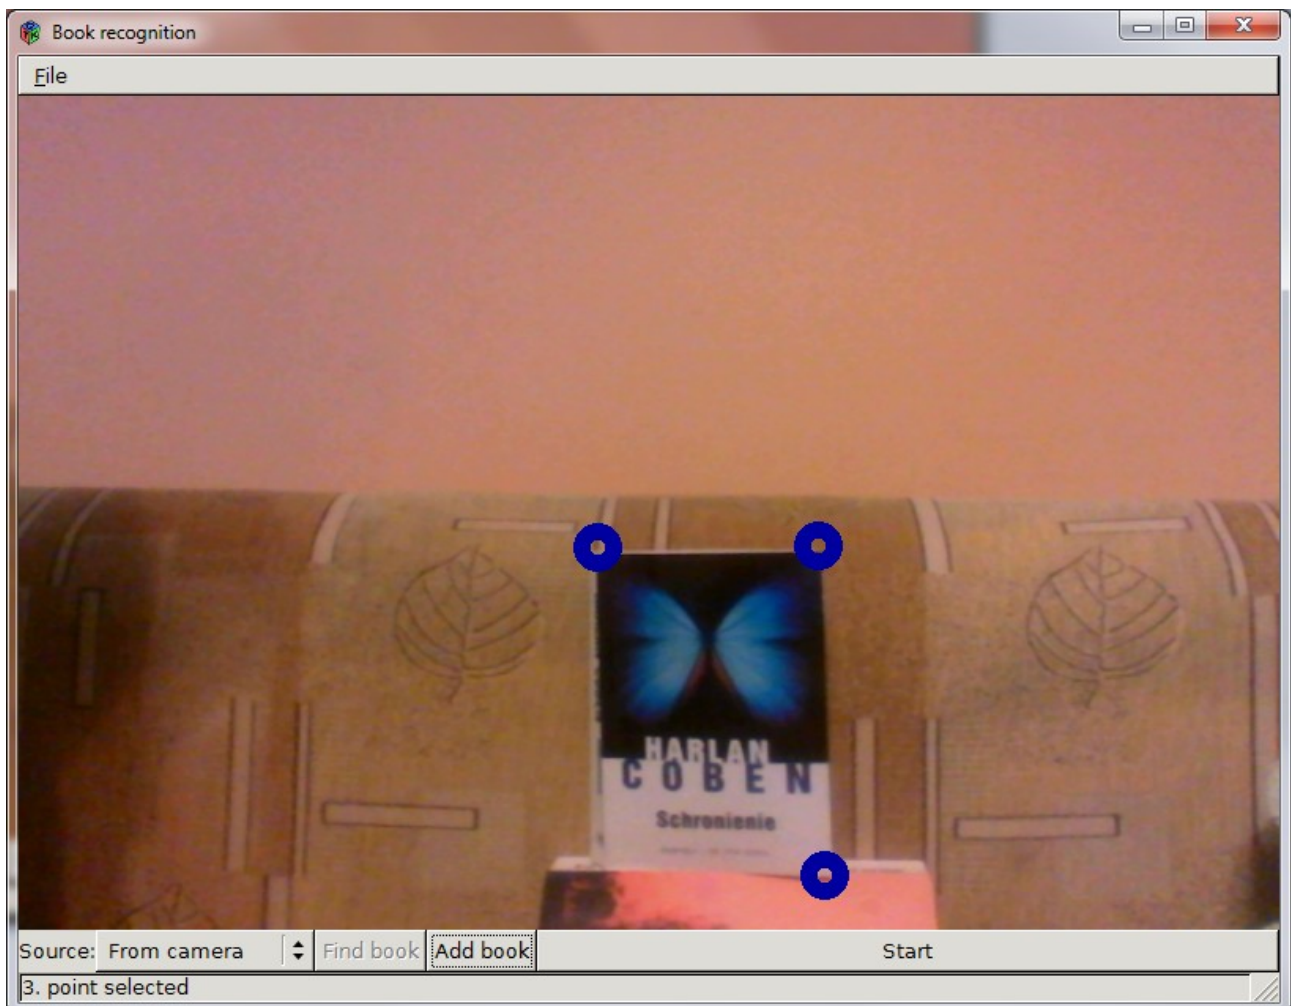 Book recognition
File
HARLAN
COBEN
Schronienie
Source: From camera Find book Add book Start
3. point selected